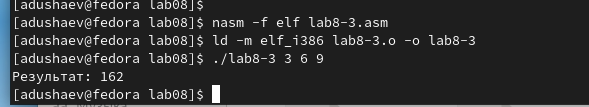 [adushaev@fedora lab08]$
[adushaev@fedora lab08]$ nasm -f elf lab8-3.asm
[adushaev@fedora lab08]$ ld -m elf_i386 lab8-3.o -o lab8-3
[adushaev@fedora lab08]$ ./lab8-3 3 6 9
Результат: 162
[adushaev@fedora lab08]$